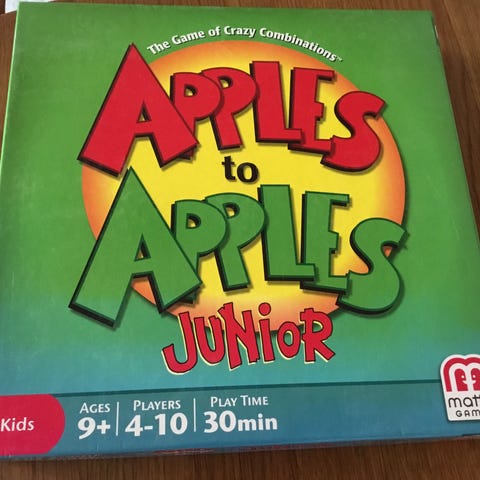 The Game of Crazy Combinations™
APPLES
to
APPLES
JUNIOR
Kids
AGES
9+
PLAYERS
4-10
PLAY TIME
30min